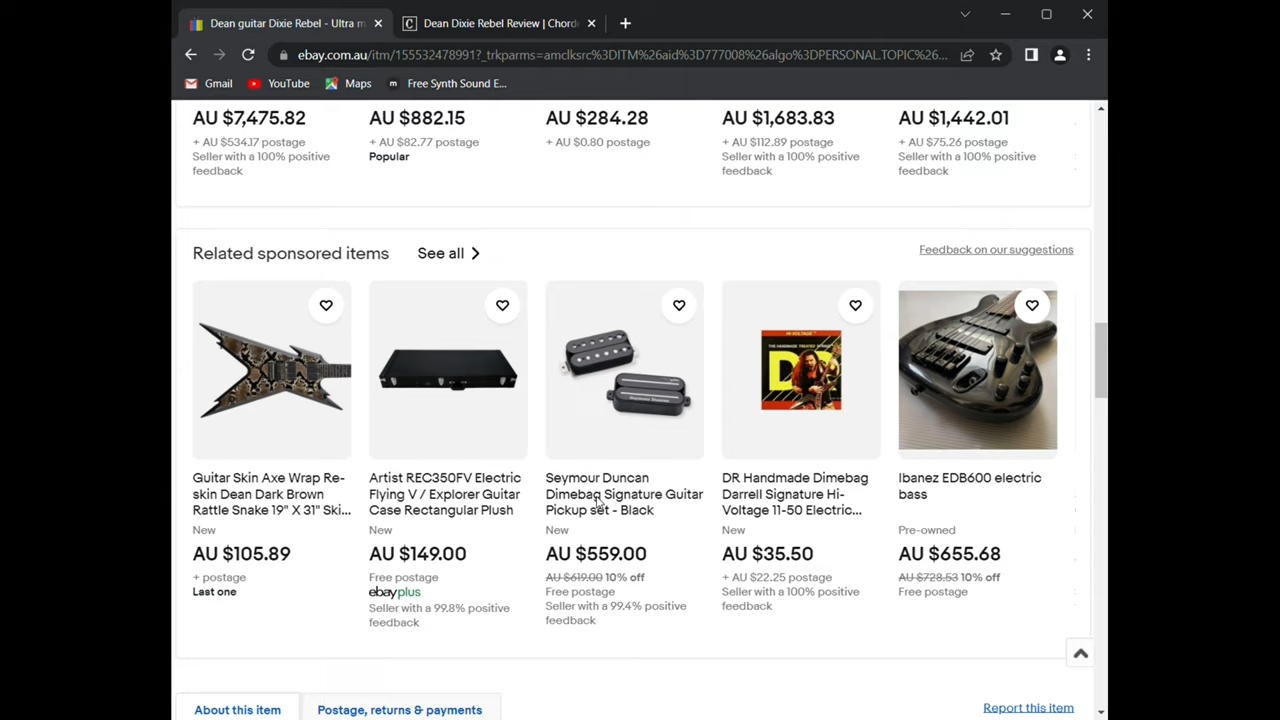 Dean guitar Dixie Rebel - Ultra m
Dean Dixie Rebel Review | Chord
ebay.com.au/itm/155532478991?_trkparms=amclksrc%3DITM%26aid%3D777008%26algo%3DPERSONAL.TOPIC%26...
Gmail
YouTube
Maps
Free Synth Sound E...
AU $7,475.82
+ AU $534.17 postage
Seller with a 100% positive
feedback
AU $882.15
+ AU $82.77 postage
Popular
AU $284.28
+ AU $0.80 postage
AU $1,683.83
+ AU $112.89 postage
Seller with a 100% positive
feedback
AU $1,442.01
+ AU $75.26 postage
Seller with a 100% positive
feedback
Related sponsored items
See all
Feedback on our suggestions
Guitar Skin Axe Wrap Re-
skin Dean Dark Brown
Rattle Snake 19" X 31" Ski...
New
AU $105.89
+ postage
Last one
Artist REC350FV Electric
Flying V / Explorer Guitar
Case Rectangular Plush
New
AU $149.00
Free postage
ebay plus
Seller with a 99.8% positive
feedback
Seymour Duncan
Dimebag Signature Guitar
Pickup set - Black
New
AU $559.00
AU $619.00 10% off
Free postage
Seller with a 99.4% positive
feedback
HI-VOLTAGE
DR
DR Handmade Dimebag
Darrell Signature Hi-
Voltage 11-50 Electric...
New
AU $35.50
+ AU $22.25 postage
Seller with a 100% positive
feedback
Ibanez EDB600 electric
bass
Pre-owned
AU $655.68
AU $728.53 10% off
Free postage
About this item
Postage, returns & payments
Report this item